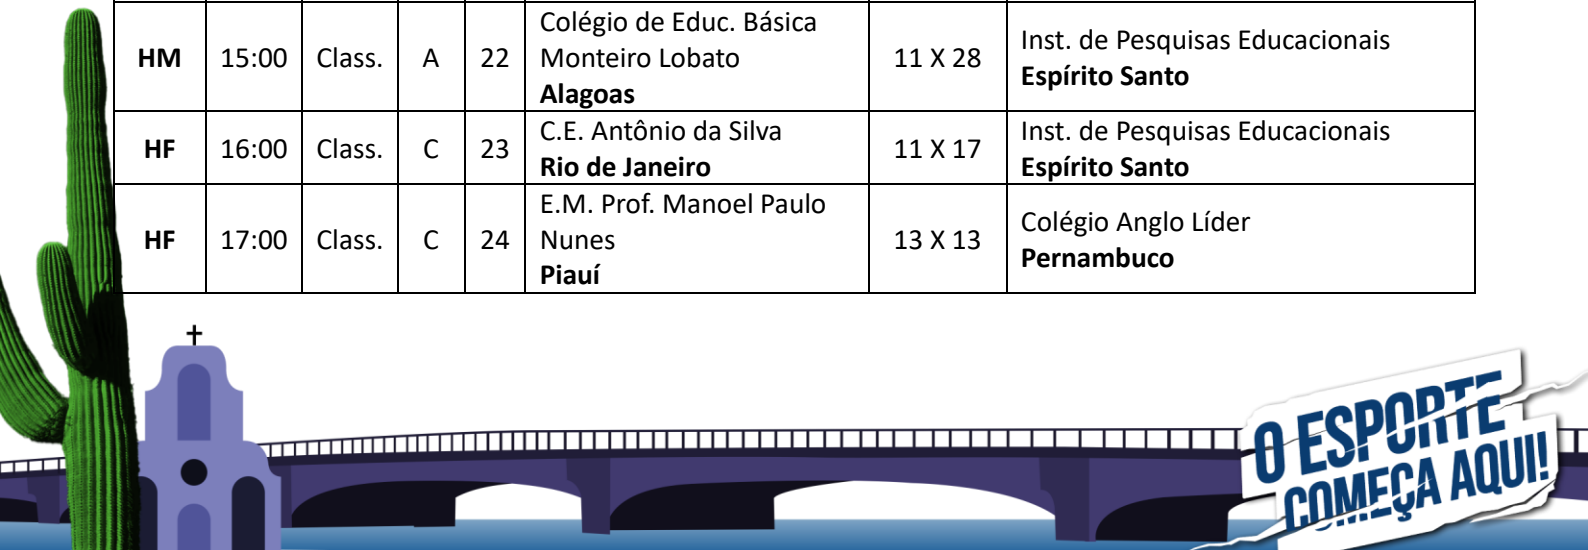 HM 15:00 Class. A 22 Colégio de Educ. Básica Monteiro Lobato Alagoas 11 X 28 Inst. de Pesquisas Educacionais Espírito Santo
HF 16:00 Class. C 23 C.E. Antônio da Silva Rio de Janeiro 11 X 17 Inst. de Pesquisas Educacionais Espírito Santo
HF 17:00 Class. C 24 E.M. Prof. Manoel Paulo Nunes Piauí 13 X 13 Colégio Anglo Líder Pernambuco
O ESPORTE
COMEÇA AQUI!